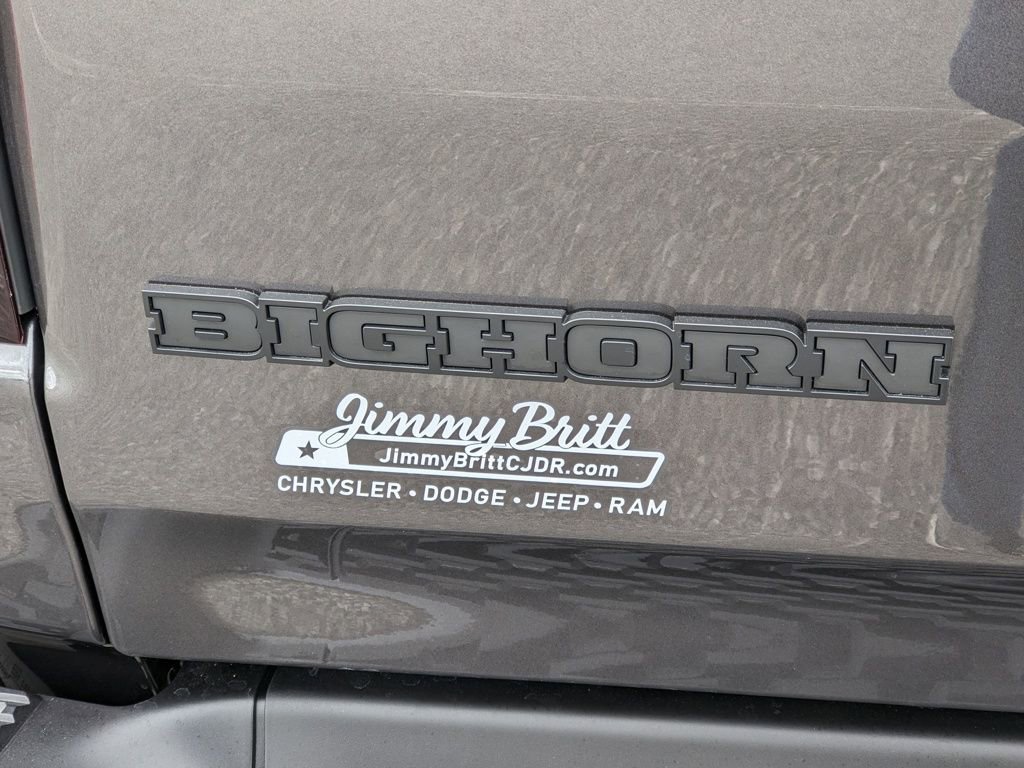 BIGHORN
Jimmy Britt
JimmyBrittCJDR.com
CHRYSLER • DODGE • JEEP • RAM